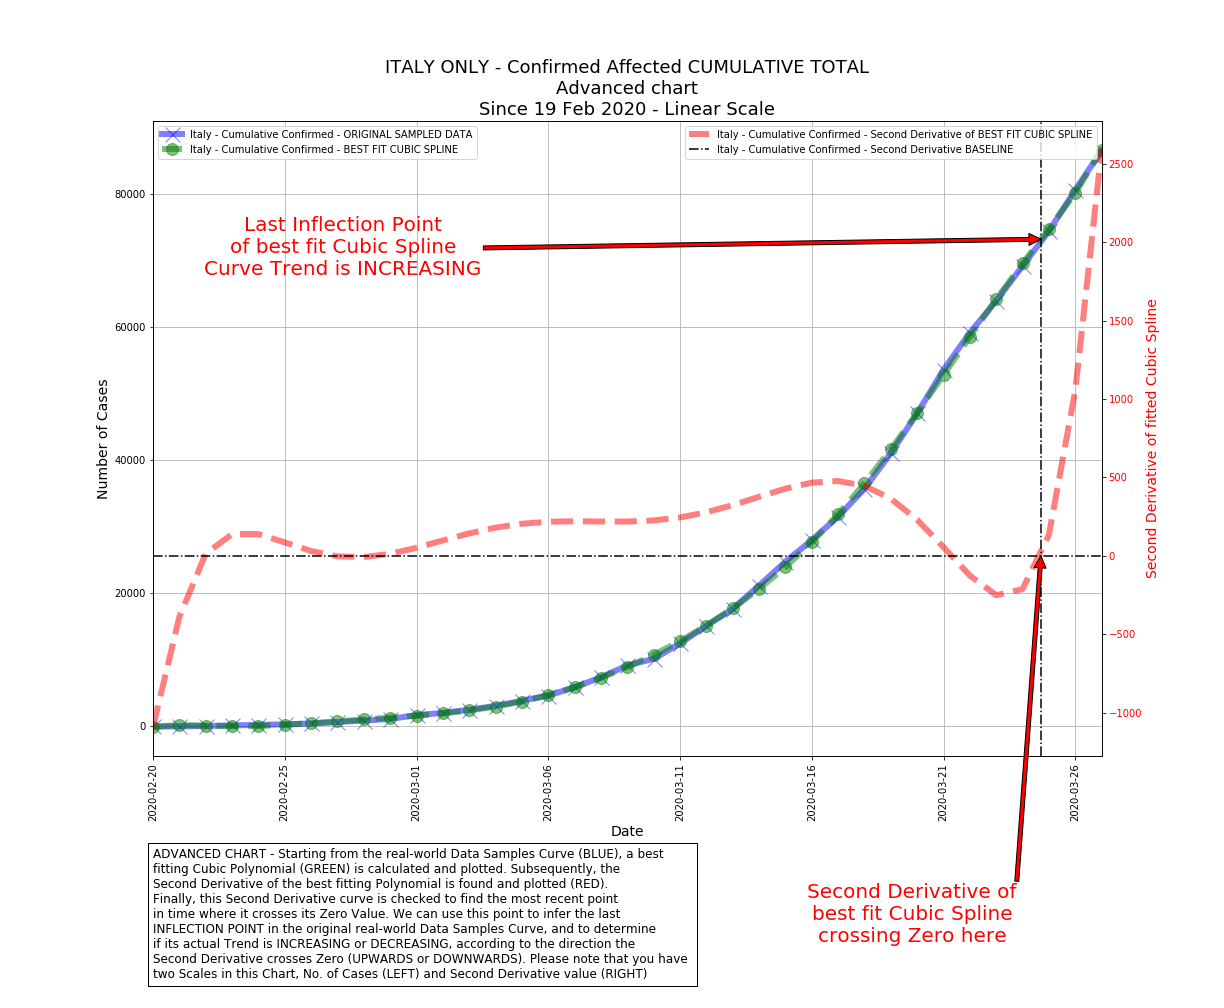 ITALY ONLY - Confirmed Affected CUMULATIVE TOTAL
Advanced chart
Since 19 Feb 2020 - Linear Scale
Italy - Cumulative Confirmed - ORIGINAL SAMPLED DATA
Italy - Cumulative Confirmed - BEST FIT CUBIC SPLINE
Italy - Cumulative Confirmed - Second Derivative of BEST FIT CUBIC SPLINE
Italy - Cumulative Confirmed - Second Derivative BASELINE
Last Inflection Point
of best fit Cubic Spline
Curve Trend is INCREASING
Number of Cases
80000
60000
40000
20000
0
2500
2000
1500
1000
500
0
−500
−1000
Second Derivative of fitted Cubic Spline
2020-02-20
2020-02-25
2020-03-01
2020-03-06
2020-03-11
2020-03-16
2020-03-21
2020-03-26
Date
ADVANCED CHART - Starting from the real-world Data Samples Curve (BLUE), a best
fitting Cubic Polynomial (GREEN) is calculated and plotted. Subsequently, the
Second Derivative of the best fitting Polynomial is found and plotted (RED).
Finally, this Second Derivative curve is checked to find the most recent point
in time where it crosses its Zero Value. We can use this point to infer the last
INFLECTION POINT in the original real-world Data Samples Curve, and to determine
if its actual Trend is INCREASING or DECREASING, according to the direction the
Second Derivative crosses Zero (UPWARDS or DOWNWARDS). Please note that you have
two Scales in this Chart, No. of Cases (LEFT) and Second Derivative value (RIGHT)
Second Derivative of
best fit Cubic Spline
crossing Zero here